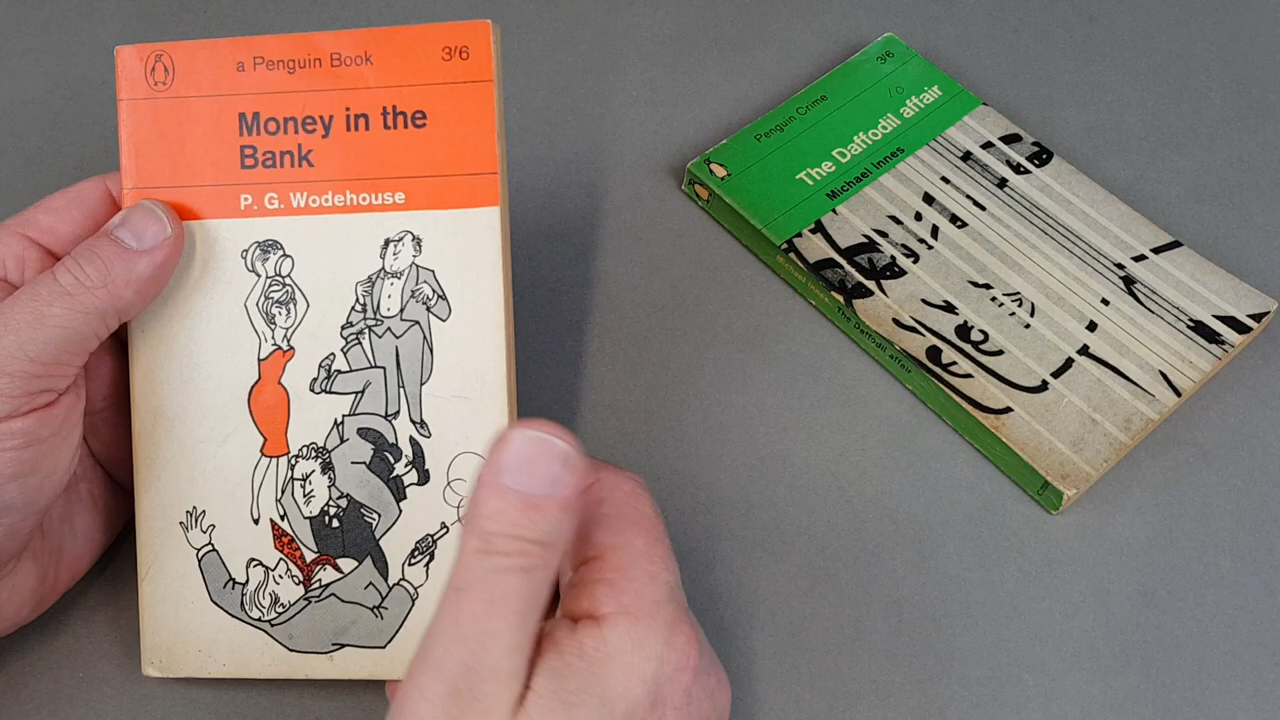 a Penguin Book 3/6
Money in the
Bank
P. G. Wodehouse
Penguin Crime 3/6
10
The Daffodil affair
Michael Innes
Michael Innes The Daffodil affair